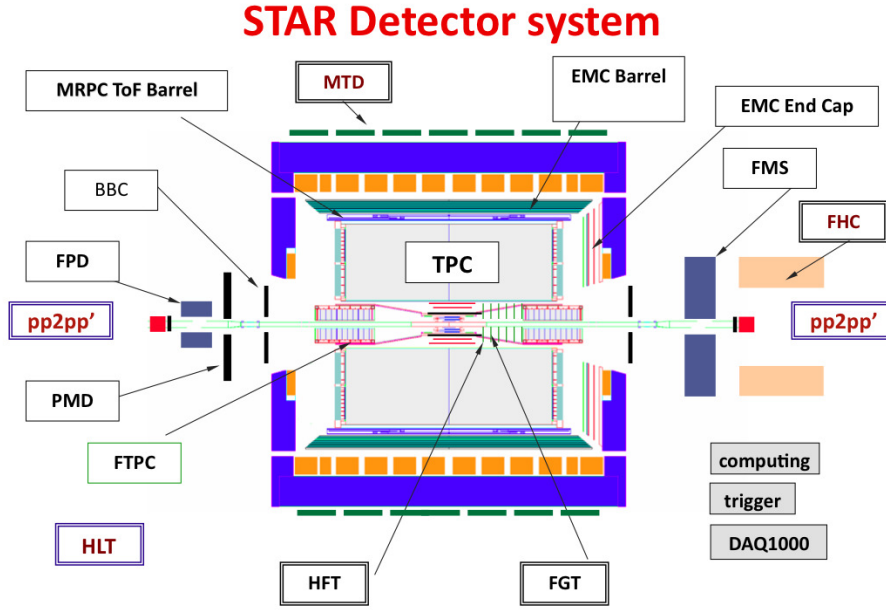 STAR Detector system
MRPC ToF Barrel
MTD
EMC Barrel
EMC End Cap
BBC
FMS
FHC
FPD
TPC
pp2pp’
pp2pp’
PMD
FTPC
computing
trigger
HLT
DAQ1000
HFT
FGT